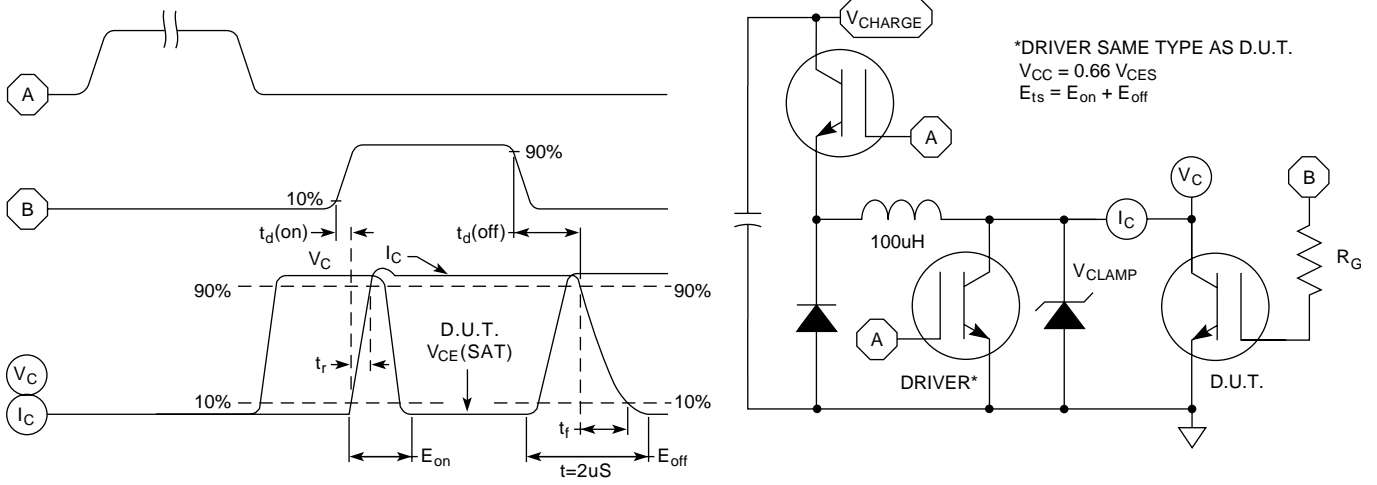 A
B
10%
90%
td(on)
td(off)
VC
IC
90%
90%
D.U.T.
VCE(SAT)
tr
VC
IC
10%
10%
tf
Eon
t=2uS
Eoff
VCHARGE
*DRIVER SAME TYPE AS D.U.T.
VCC = 0.66 VCES
Ets = Eon + Eoff
A
VC
B
IC
100uH
RG
VCLAMP
A
DRIVER*
D.U.T.